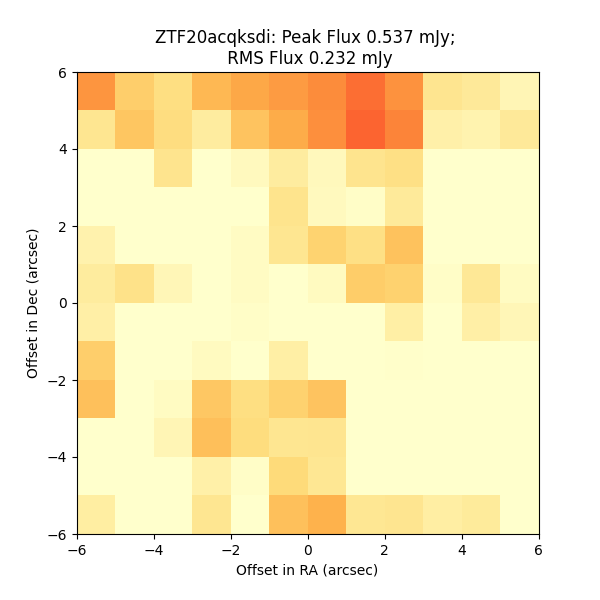 ZTF20acqksdi: Peak Flux 0.537 mJy;
RMS Flux 0.232 mJy
6
4
2
0
−2
−4
−6
Offset in Dec (arcsec)
−6 −4 −2 0 2 4 6
Offset in RA (arcsec)